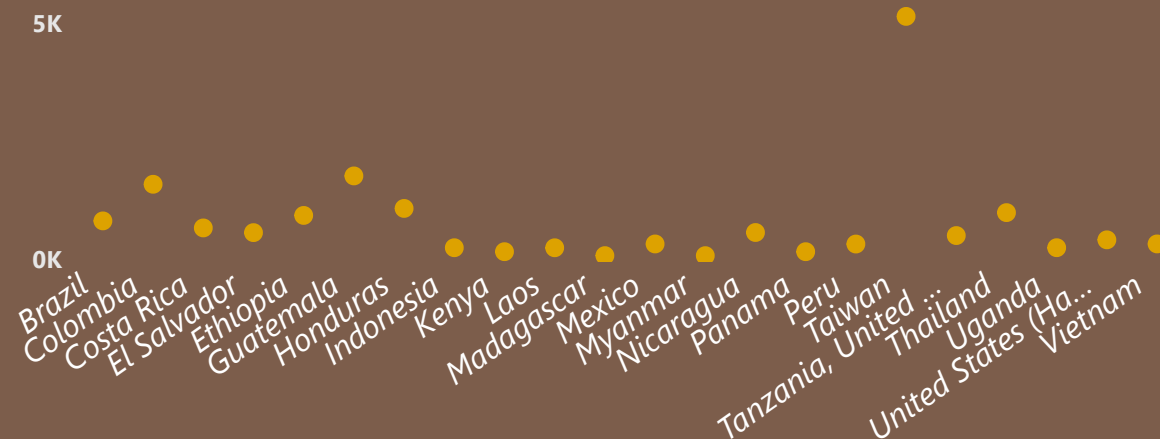 5K
0K
Brazil
Colombia
Costa Rica
El Salvador
Ethiopia
Guatemala
Honduras
Indonesia
Kenya
Laos
Madagascar
Mexico
Myanmar
Nicaragua
Panama
Peru
Taiwan
Tanzania, United ...
Thailand
Uganda
United States (Ha...
Vietnam